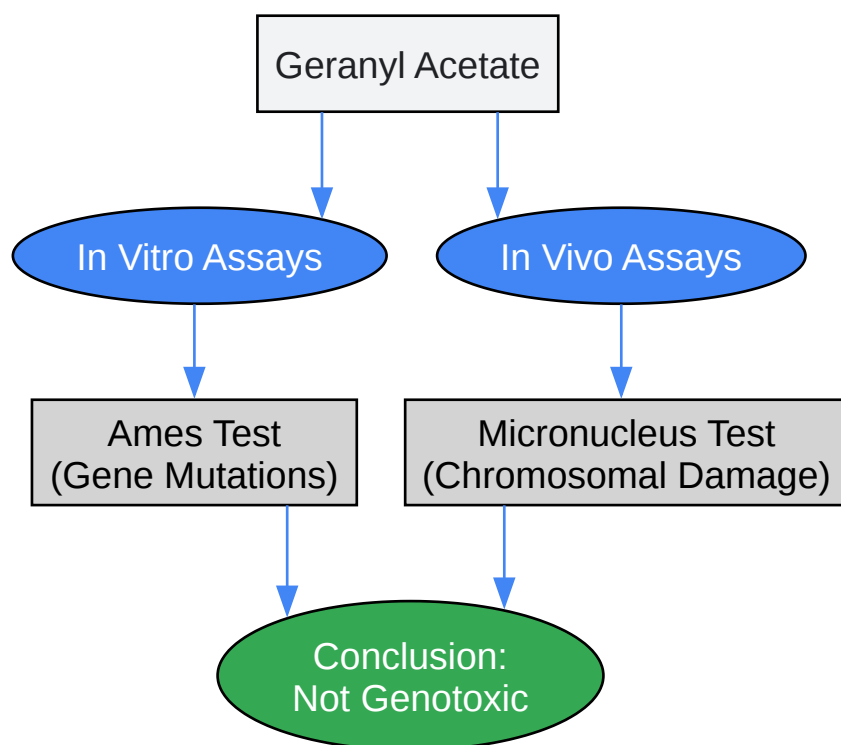 Geranyl Acetate
In Vitro Assays
In Vivo Assays
Ames Test
(Gene Mutations)
Micronucleus Test
(Chromosomal Damage)
Conclusion:
Not Genotoxic